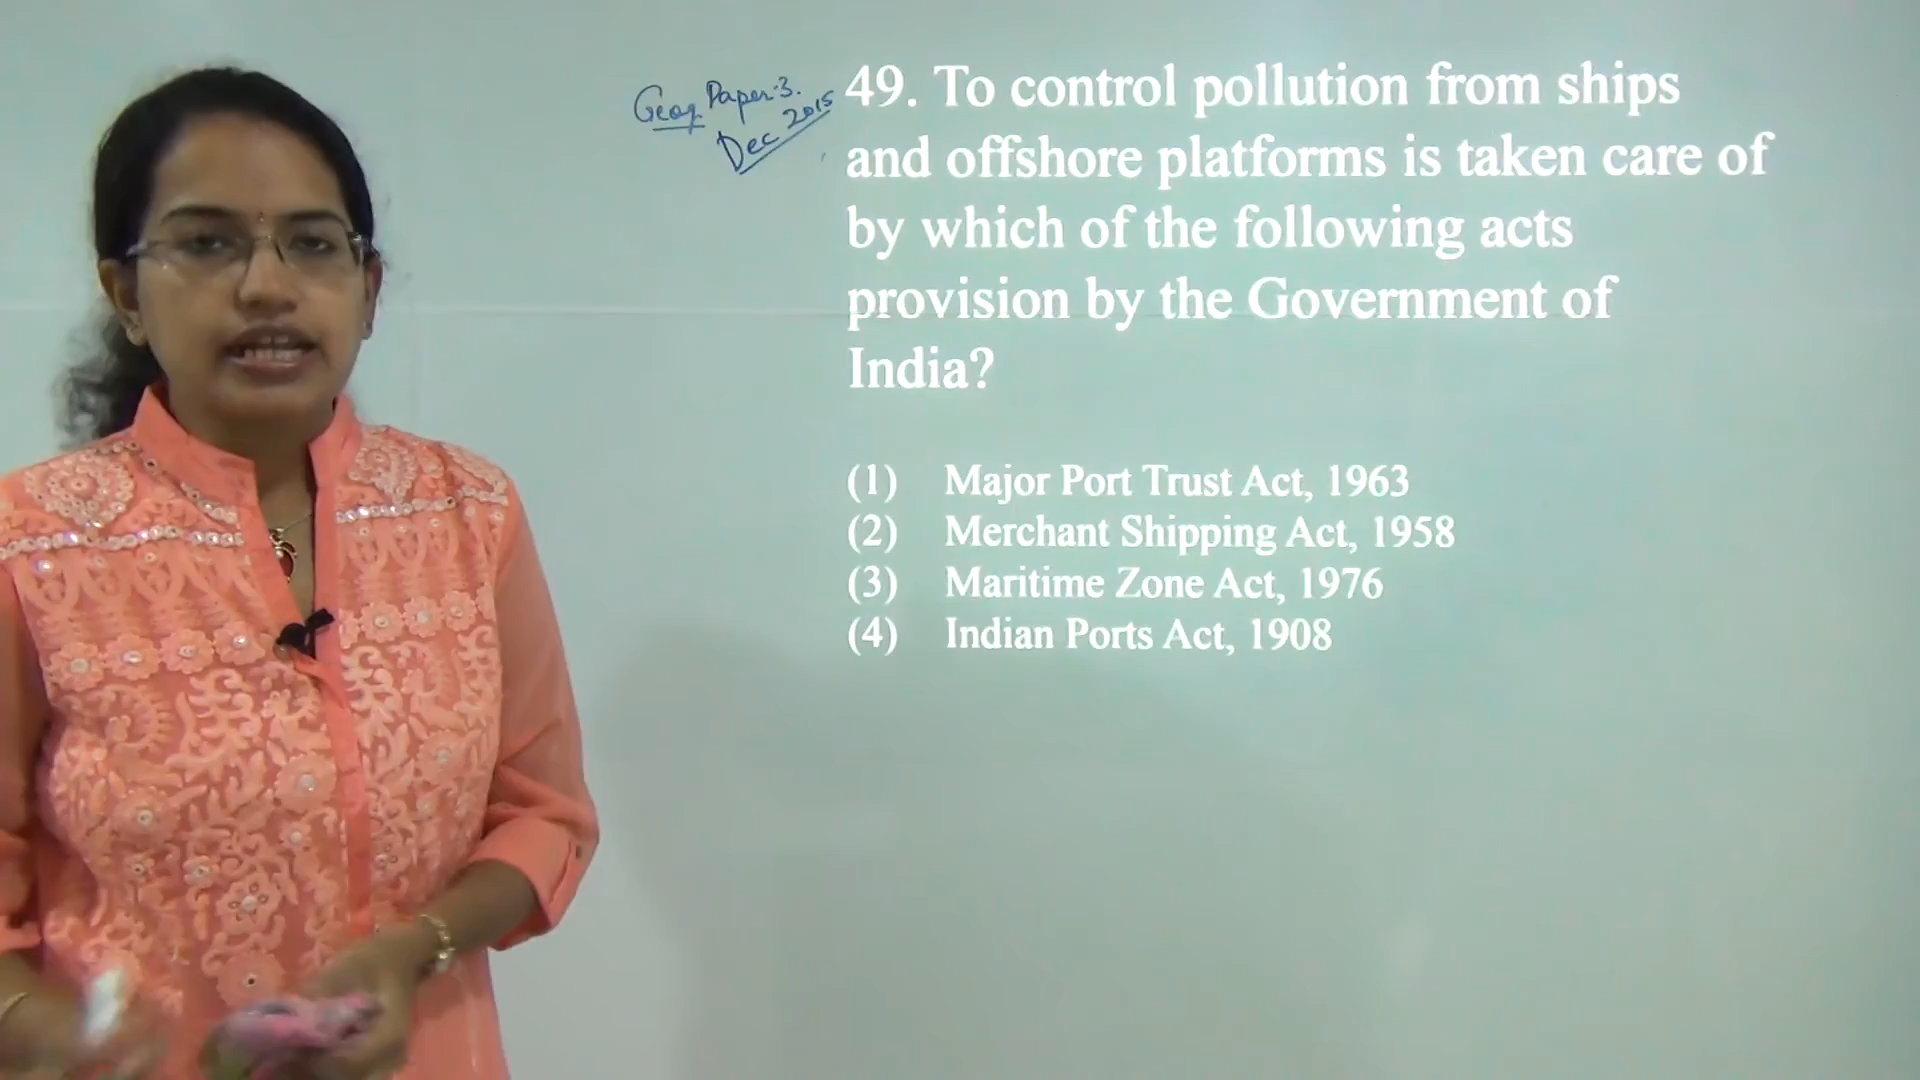 Geog Paper-3.
Dec 2015
49. To control pollution from ships
and offshore platforms is taken care of
by which of the following acts
provision by the Government of
India?
(1) Major Port Trust Act, 1963
(2) Merchant Shipping Act, 1958
(3) Maritime Zone Act, 1976
(4) Indian Ports Act, 1908